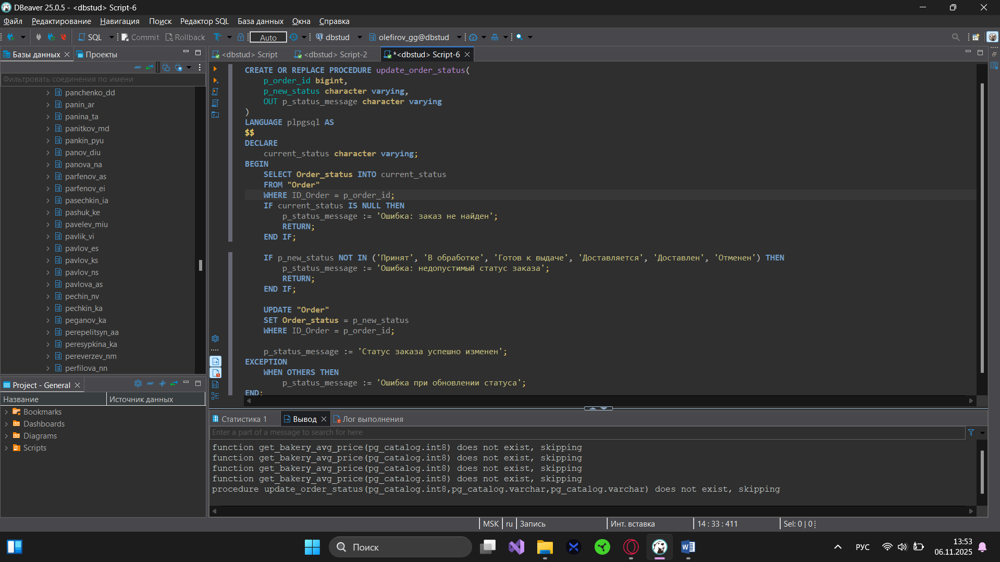 DBeaver 25.0.5 - <dbstud> Script-6
Файл Редактирование Навигация Поиск Редактор SQL База данных Окна Справка
SQL Commit Rollback Auto dbstud olefirov_gg@dbstud
Базы данных Проекты
Фильтровать соединения по имени
panchenko_dd
panin_ar
panina_ta
panitkov_md
pankin_pyu
panov_diu
panova_na
parfenov_as
parfenov_ei
pasechkin_ia
pashuk_ke
pavelev_miu
pavlik_vi
pavlov_es
pavlov_ks
pavlov_ns
pavlova_as
pechin_nv
pechkin_ka
peganov_ka
perepelitsyn_aa
peresypkina_ka
pereverzev_nm
perfilova_nn
Project - General
Название Источник данных
Bookmarks
Dashboards
Diagrams
Scripts
<dbstud> Script <dbstud> Script-2 *<dbstud> Script-6
CREATE OR REPLACE PROCEDURE update_order_status(
    p_order_id bigint,
    p_new_status character varying,
    OUT p_status_message character varying
)
LANGUAGE plpgsql AS
$$
DECLARE
    current_status character varying;
BEGIN
    SELECT Order_status INTO current_status
    FROM "Order"
    WHERE ID_Order = p_order_id;
    IF current_status IS NULL THEN
        p_status_message := 'Ошибка: заказ не найден';
        RETURN;
    END IF;
    IF p_new_status NOT IN ('Принят', 'В обработке', 'Готов к выдаче', 'Доставляется', 'Доставлен', 'Отменен') THEN
        p_status_message := 'Ошибка: недопустимый статус заказа';
        RETURN;
    END IF;
    UPDATE "Order"
    SET Order_status = p_new_status
    WHERE ID_Order = p_order_id;
    p_status_message := 'Статус заказа успешно изменен';
EXCEPTION
    WHEN OTHERS THEN
        p_status_message := 'Ошибка при обновлении статуса';
END;
Статистика 1 Вывод Лог выполнения
Enter a part of a message to search for here
function get_bakery_avg_price(pg_catalog.int8) does not exist, skipping
function get_bakery_avg_price(pg_catalog.int8) does not exist, skipping
function get_bakery_avg_price(pg_catalog.int8) does not exist, skipping
function get_bakery_avg_price(pg_catalog.int8) does not exist, skipping
procedure update_order_status(pg_catalog.int8,pg_catalog.varchar,pg_catalog.varchar) does not exist, skipping
MSK ru Запись Инт. вставка 14 : 33 : 411 Sel: 0 | 0
Поиск
РУС
13:53
06.11.2025